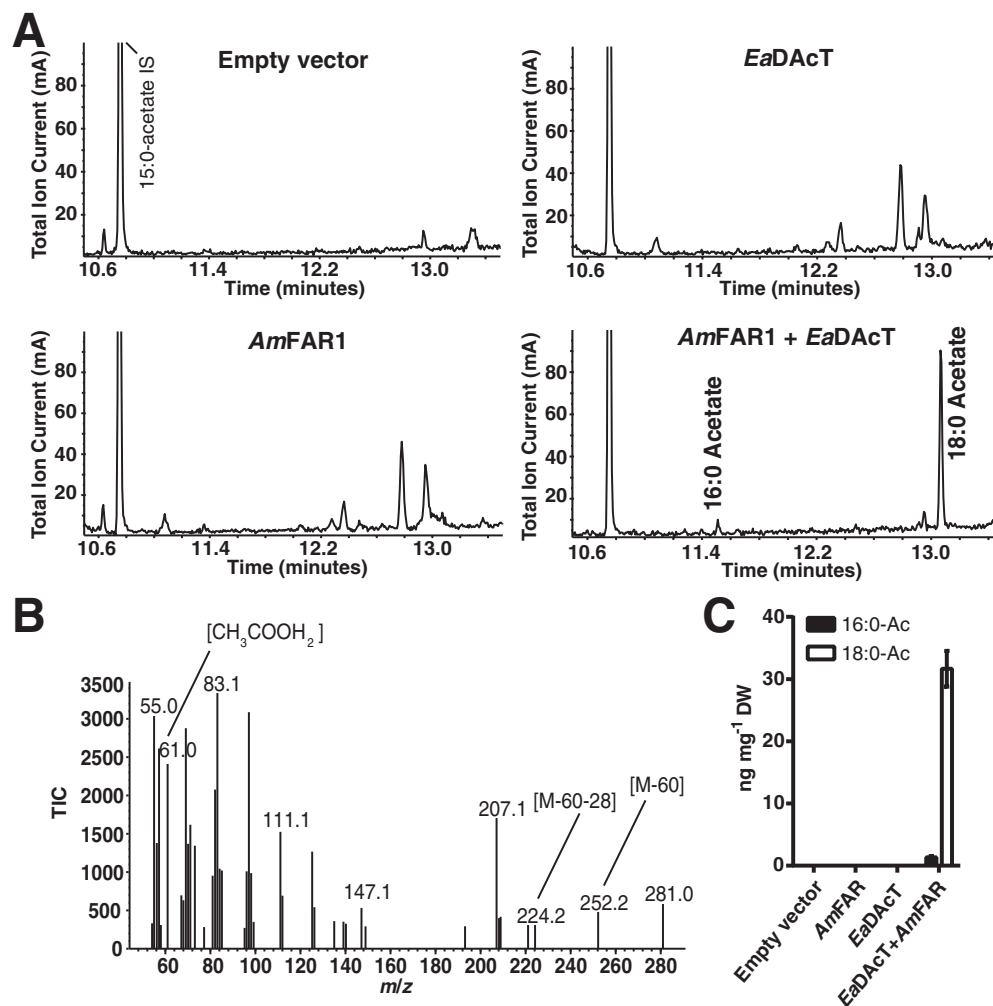 A
Empty vector
15:0-acetate IS
Total Ion Current (mA)
80
60
40
20
10.6 11.4 12.2 13.0
Time (minutes)
EaDAcT
Total Ion Current (mA)
80
60
40
20
10.6 11.4 12.2 13.0
Time (minutes)
AmFAR1
Total Ion Current (mA)
80
60
40
20
10.6 11.4 12.2 13.0
Time (minutes)
AmFAR1 + EaDAcT
16:0 Acetate
18:0 Acetate
Total Ion Current (mA)
80
60
40
20
10.6 11.4 12.2 13.0
Time (minutes)
B
[CH3COOH2]
TIC
3500
3000
2500
2000
1500
1000
500
0
55.0
61.0
83.1
111.1
147.1
207.1
[M-60-28]
[M-60]
224.2
252.2
281.0
60 80 100 120 140 160 180 200 220 240 260 280
m/z
C
16:0-Ac
18:0-Ac
ng mg-1 DW
40
30
20
10
0
Empty vector
AmFAR
EaDAcT
EaDAcT+AmFAR